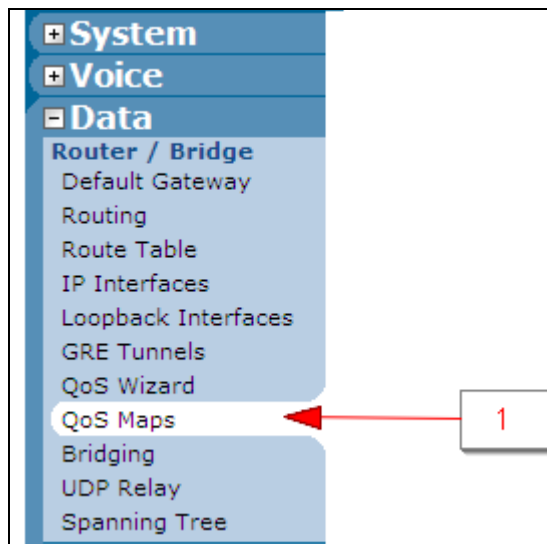 System
Voice
Data
Router / Bridge
Default Gateway
Routing
Route Table
IP Interfaces
Loopback Interfaces
GRE Tunnels
QoS Wizard
QoS Maps
1
Bridging
UDP Relay
Spanning Tree